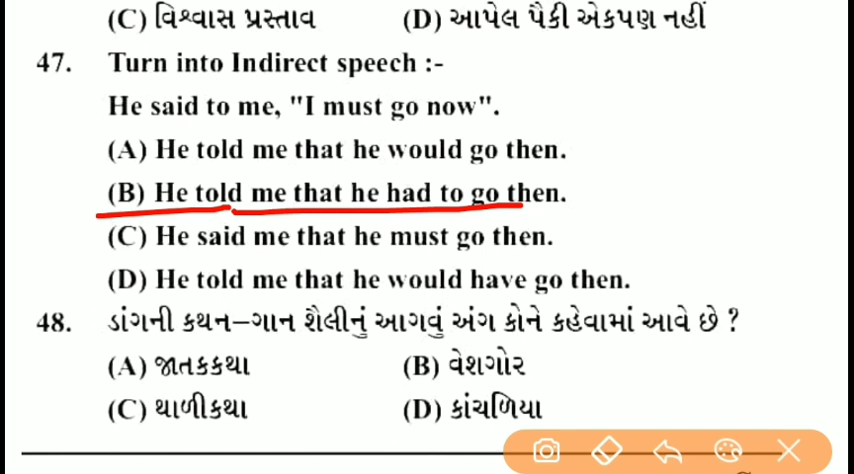 (C) વિશ્વાસ પ્રસ્તાવ (D) આપેલ પૈકી એકપણ નહીં
47. Turn into Indirect speech :-
He said to me, "I must go now".
(A) He told me that he would go then.
(B) He told me that he had to go then.
(C) He said me that he must go then.
(D) He told me that he would have go then.
48. ડાંગની કથન–ગાન શૈલીનું આગવું અંગ કોને કહેવામાં આવે છે ?
(A) જાતકકથા (B) વેશગોર
(C) થાળીકથા (D) કાંચળિયા